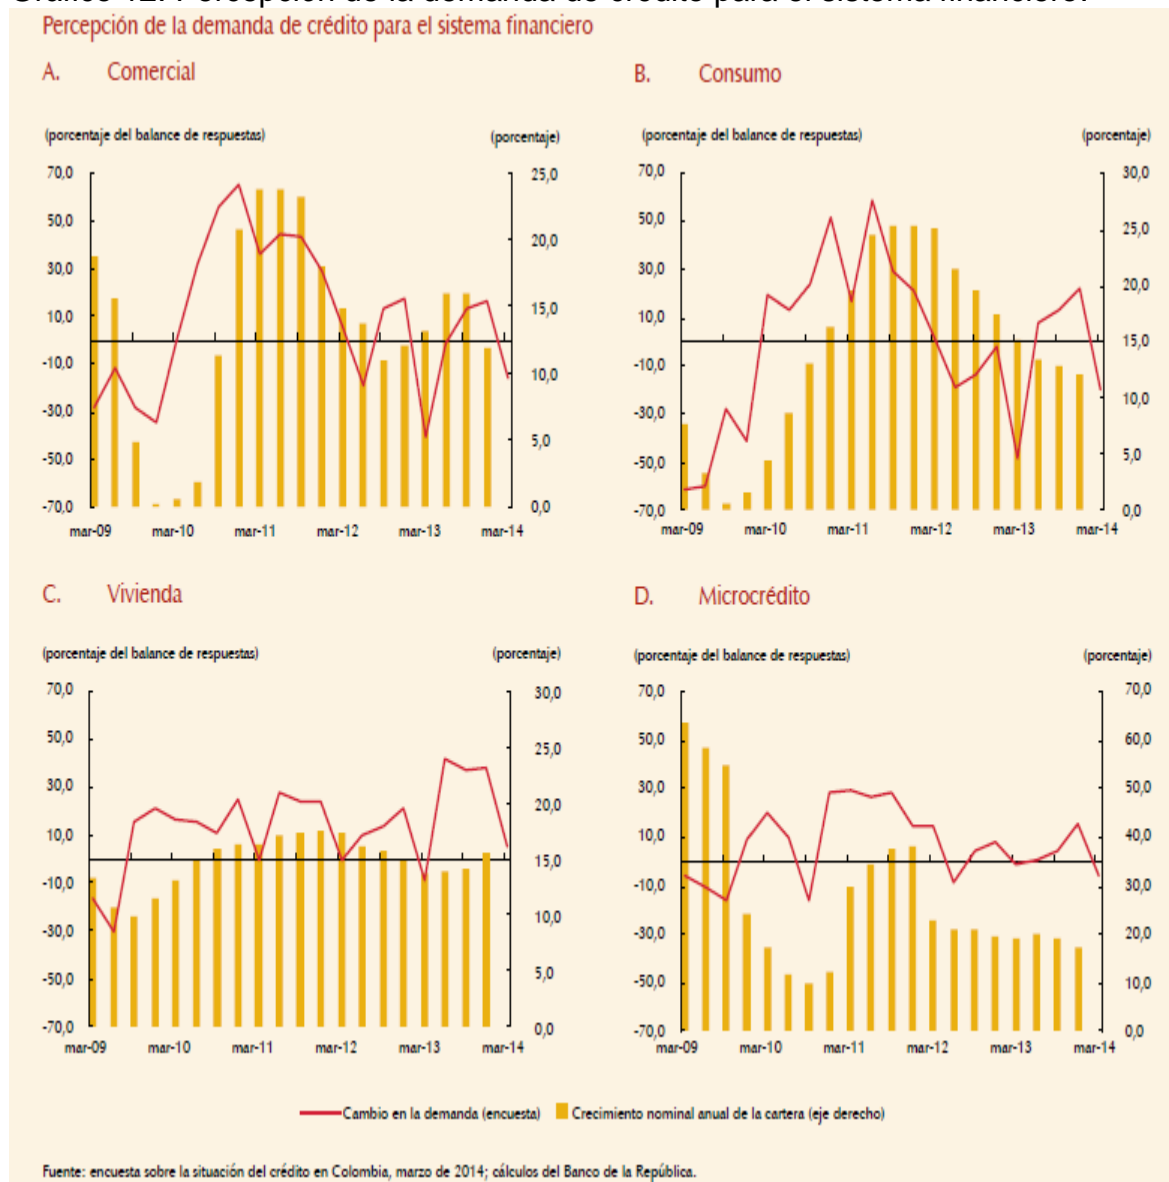 Percepción de la demanda de crédito para el sistema financiero.
Percepción de la demanda de crédito para el sistema financiero
A. Comercial
(porcentaje del balance de respuestas) (porcentaje)
70,0 25,0
50,0
20,0
30,0
15,0
10,0
-10,0 10,0
-30,0
5,0
-50,0
-70,0 0,0
mar-09 mar-10 mar-11 mar-12 mar-13 mar-14
B. Consumo
(porcentaje del balance de respuestas) (porcentaje)
70,0 30,0
50,0 25,0
30,0 20,0
10,0
15,0
-10,0
10,0
-30,0
-50,0 5,0
-70,0 0,0
mar-09 mar-10 mar-11 mar-12 mar-13 mar-14
C. Vivienda
(porcentaje del balance de respuestas) (porcentaje)
70,0 30,0
50,0 25,0
30,0 20,0
10,0
15,0
-10,0
10,0
-30,0
-50,0 5,0
-70,0 0,0
mar-09 mar-10 mar-11 mar-12 mar-13 mar-14
D. Microcrédito
(porcentaje del balance de respuestas) (porcentaje)
70,0 70,0
50,0 60,0
30,0 50,0
10,0 40,0
-10,0 30,0
-30,0 20,0
-50,0 10,0
-70,0 0,0
mar-09 mar-10 mar-11 mar-12 mar-13 mar-14
Cambio en la demanda (encuesta) Crecimiento nominal anual de la cartera (eje derecho)
Fuente: encuesta sobre la situación del crédito en Colombia, marzo de 2014; cálculos del Banco de la República.